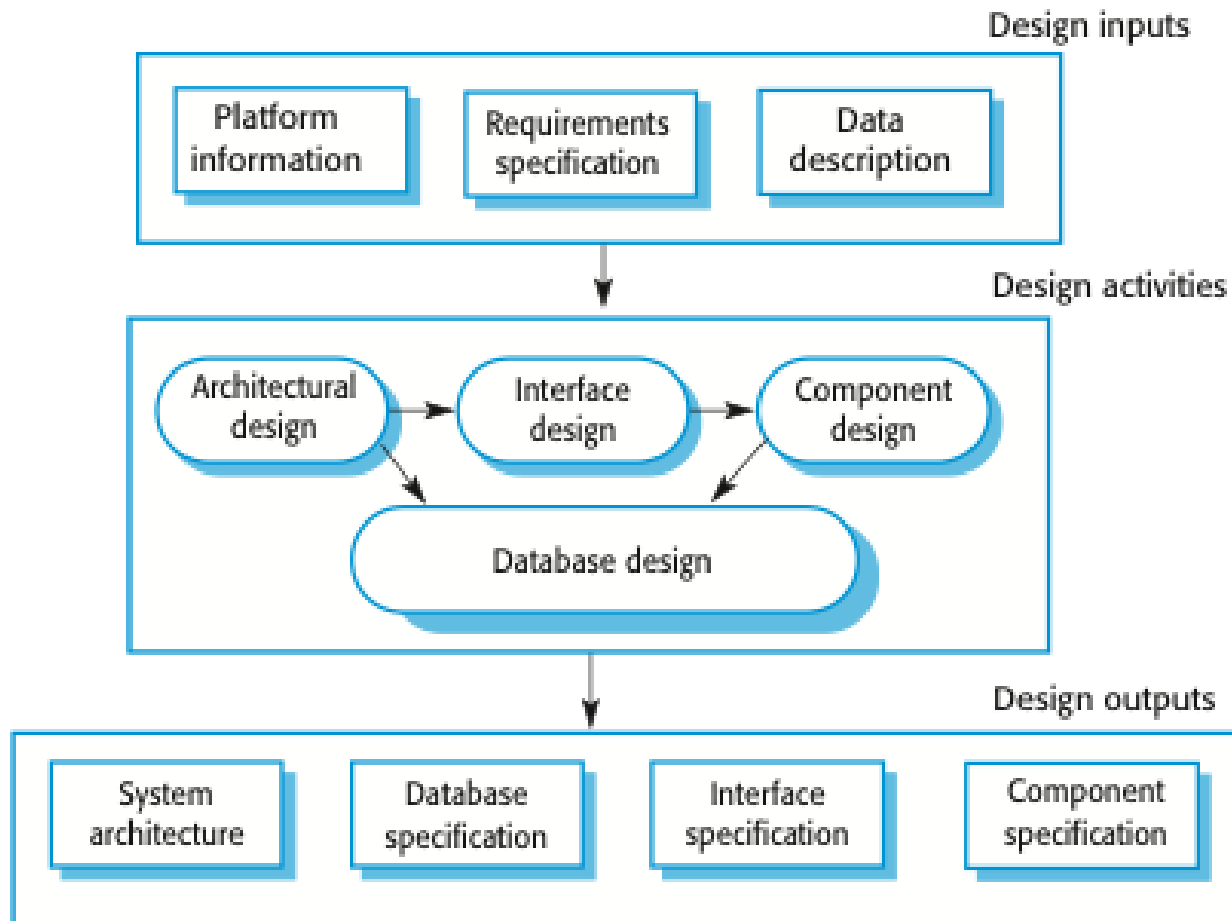 Design inputs
Platform
information
Requirements
specification
Data
description
Design activities
Architectural
design
Interface
design
Component
design
Database design
Design outputs
System
architecture
Database
specification
Interface
specification
Component
specification